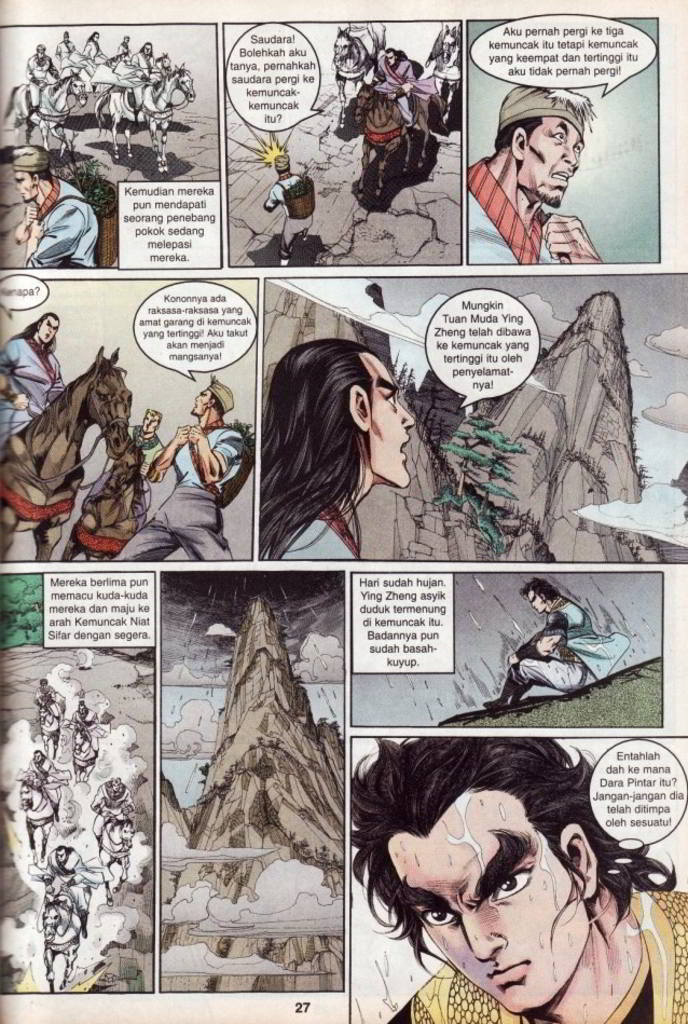 Kemudian mereka
pun mendapati
seorang penebang
pokok sedang
melepasi
mereka.
Saudara!
Bolehkah aku
tanya, pernahkah
saudara pergi ke
kemuncak-
kemuncak
itu?
Aku pernah pergi ke tiga
kemuncak itu tetapi kemuncak
yang keempat dan tertinggi itu
aku tidak pernah pergi!
enapa?
Kononnya ada
raksasa-raksasa yang
amat garang di kemuncak
yang tertinggi! Aku takut
akan menjadi
mangsanya!
Mungkin
Tuan Muda Ying
Zheng telah dibawa
ke kemuncak yang
tertinggi itu oleh
penyelamat-
nya!
Mereka berlima pun
memacu kuda-kuda
mereka dan maju ke
arah Kemuncak Niat
Sifar dengan segera.
Hari sudah hujan.
Ying Zheng asyik
duduk termenung
di kemuncak itu.
Badannya pun
sudah basah-
kuyup.
Entahlah
dah ke mana
Dara Pintar itu?
Jangan-jangan dia
telah ditimpa
oleh sesuatu!
27